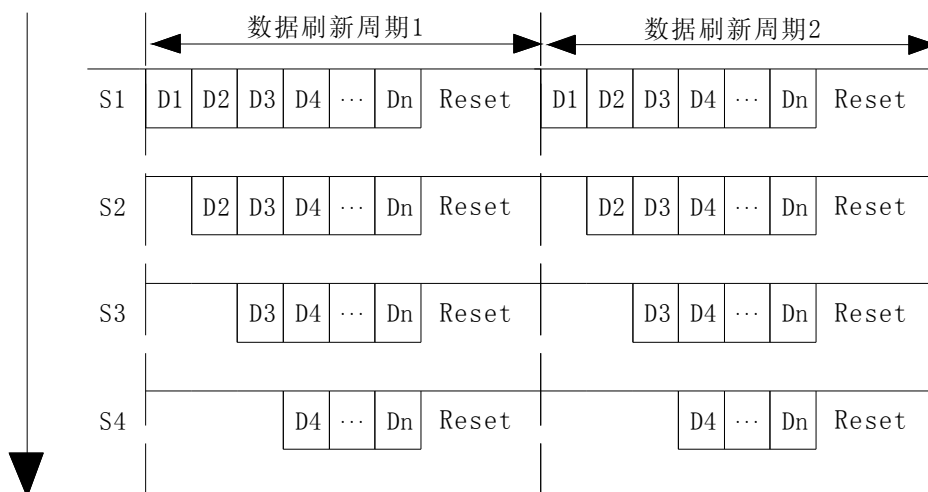 数据刷新周期1 数据刷新周期2
S1 D1 D2 D3 D4 ··· Dn Reset D1 D2 D3 D4 ··· Dn Reset
S2 D2 D3 D4 ··· Dn Reset D2 D3 D4 ··· Dn Reset
S3 D3 D4 ··· Dn Reset D3 D4 ··· Dn Reset
S4 D4 ··· Dn Reset D4 ··· Dn Reset